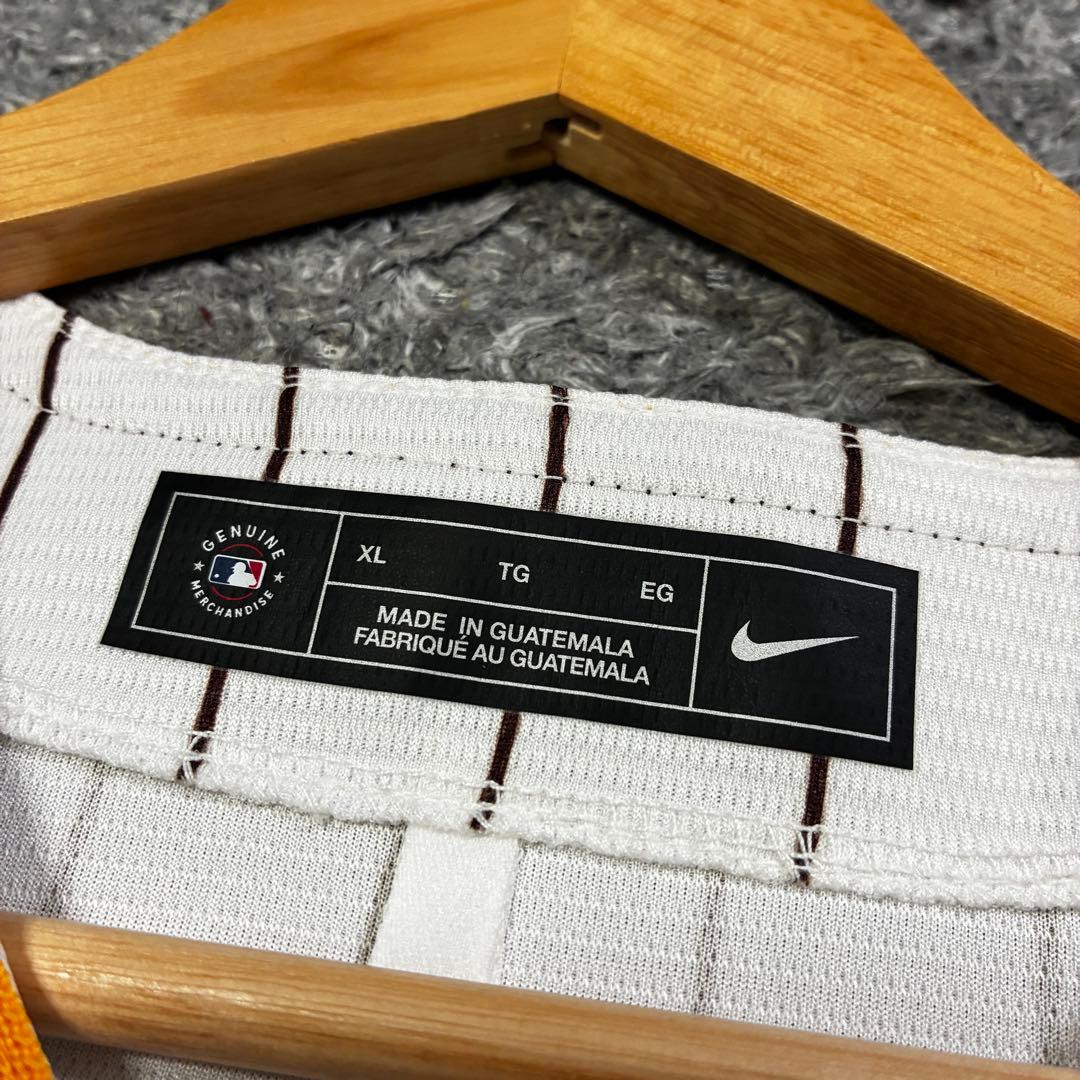 GENUINE
MERCHANDISE
XL TG EG
MADE IN GUATEMALA
FABRIQUÉ AU GUATEMALA